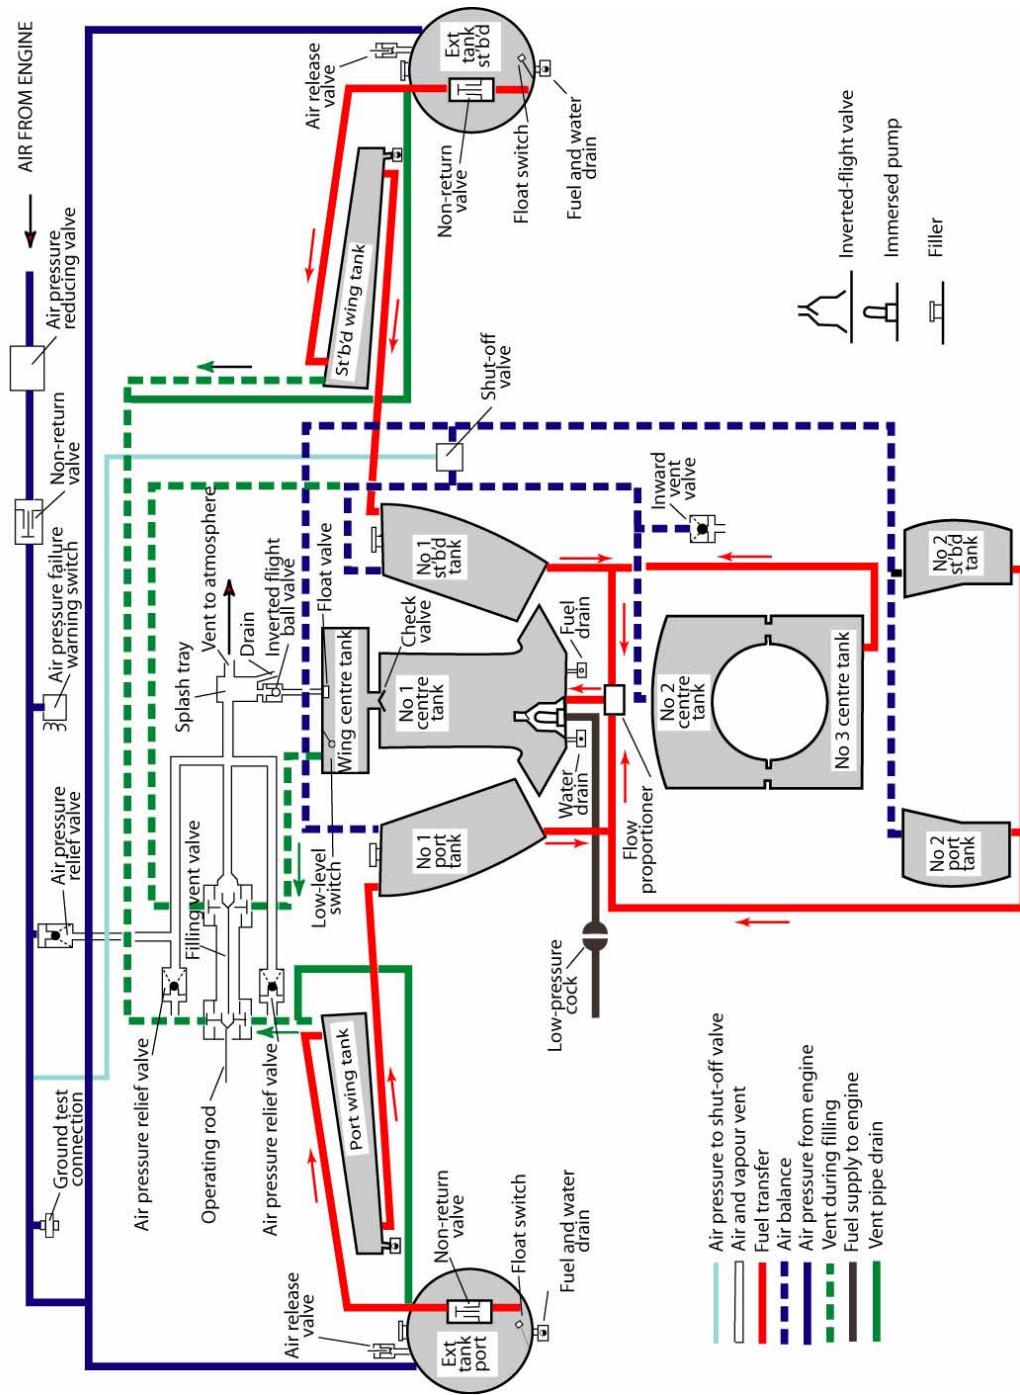 AIR FROM ENGINE
Air pressure
reducing valve
Non-return
valve
Air pressure failure
warning switch
Air pressure
relief valve
Ground test
connection
Air release
valve
Ext
tank
st'b'd
Non-return
valve
Float switch
Fuel and water
drain
St'b'd wing tank
Shut-off
valve
Vent to atmosphere
Splash tray
Drain
Inverted flight
ball valve
Float valve
Check
valve
Wing centre tank
Low-level
switch
Filling vent valve
Air pressure relief valve
Operating rod
Air pressure relief valve
Port wing tank
Air release
valve
Ext
tank
port
Non-return
valve
Float switch
Fuel and water
drain
No 1
st'b'd
tank
No 1
centre
tank
No 1
port
tank
Fuel
drain
Water
drain
Flow
proportioner
Low-pressure
cock
Inward
vent
valve
No 2
centre
tank
No 3 centre tank
No 2
st'b'd
tank
No 2
port
tank
Inverted-flight valve
Immersed pump
Filler
Air pressure to shut-off valve
Air and vapour vent
Fuel transfer
Air balance
Air pressure from engine
Vent during filling
Fuel supply to engine
Vent pipe drain